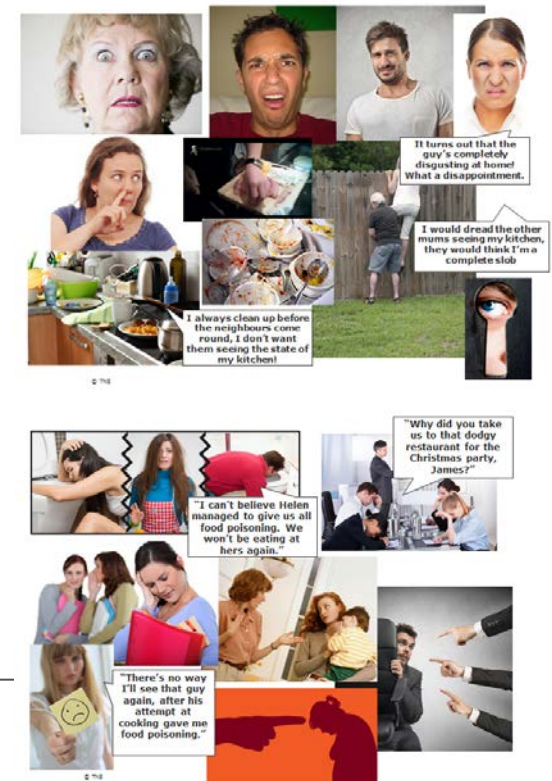 It turns out that the
guy's completely
disgusting at home!
What a disappointment.
I would dread the other
mums seeing my kitchen,
they would think I'm a
complete slob
I always clean up before
the neighbours come
round, I don't want
them seeing the state of
my kitchen!
© TNS
"Why did you take
us to that dodgy
restaurant for the
Christmas party,
James?"
"I can't believe Helen
managed to give us all
food poisoning. We
won't be eating at
hers again."
"There's no way
I'll see that guy
again, after his
attempt at
cooking gave me
food poisoning."
© TNS